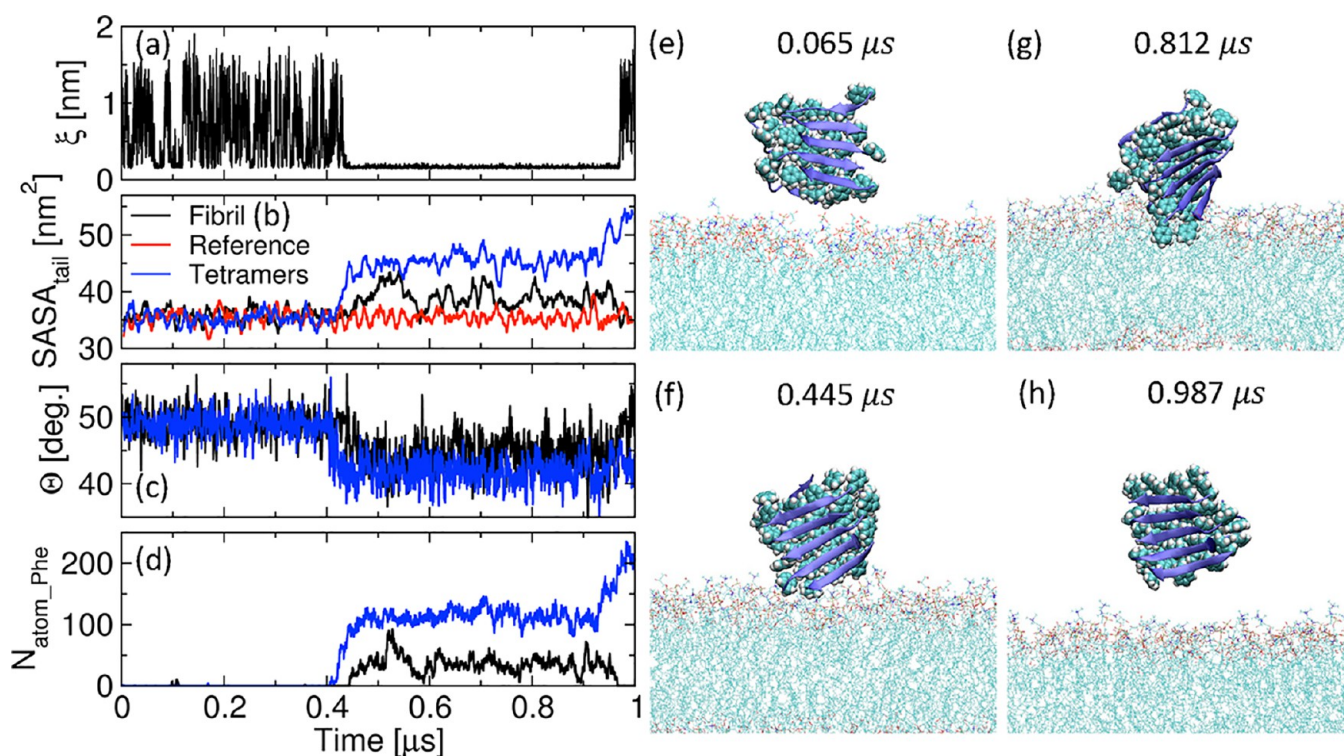 (a)
ξ [nm]
2
1
0
Fibril (b)
Reference
Tetramers
SASA_tail [nm²]
50
40
30
(c)
Θ [deg.]
50
40
(d)
N_atom_Phe
200
100
0
0 0.2 0.4 0.6 0.8 1
Time [μs]
(e) 0.065 μs
(g) 0.812 μs
(f) 0.445 μs
(h) 0.987 μs